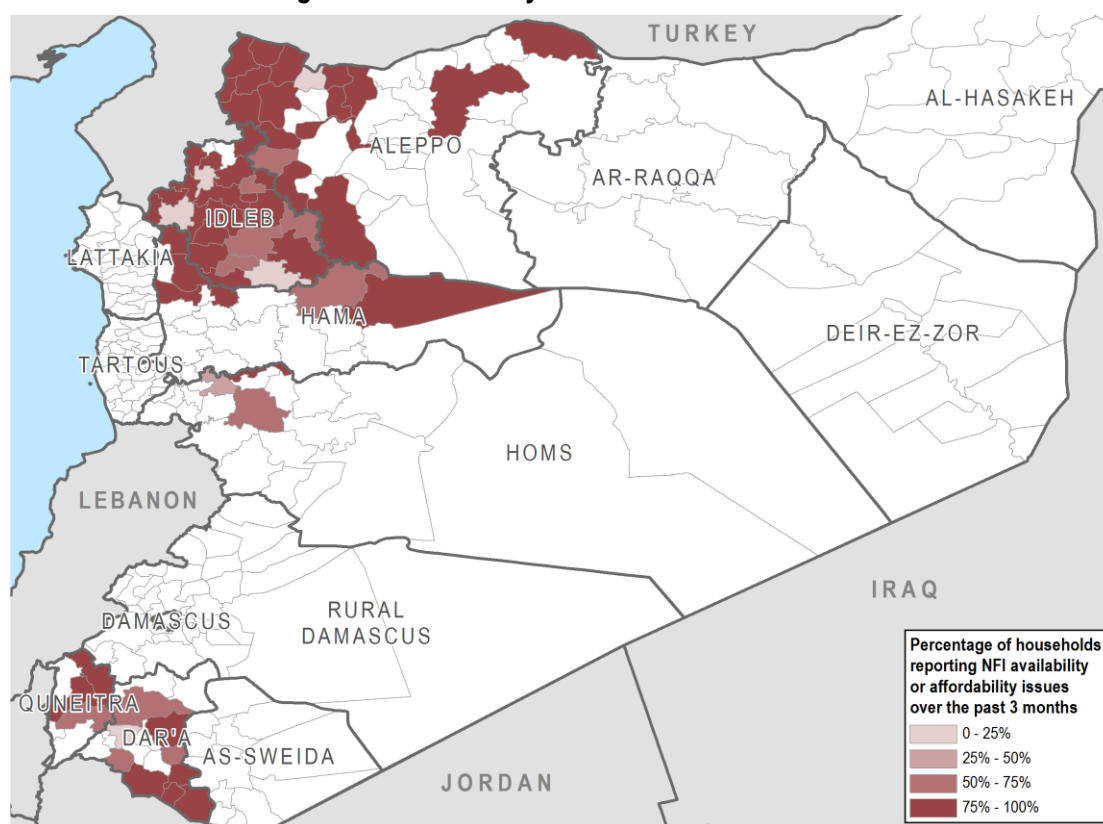 TURKEY
AL-HASAKEH
ALEPPO
AR-RAQQA
IDLEB
LATTAKIA
HAMA
DEIR-EZ-ZOR
TARTOUS
HOMS
LEBANON
IRAQ
RURAL
DAMASCUS
DAMASCUS
QUNEITRA
DAR'A
AS-SWEIDA
JORDAN
Percentage of households
reporting NFI availability
or affordability issues
over the past 3 months
0 - 25%
25% - 50%
50% - 75%
75% - 100%